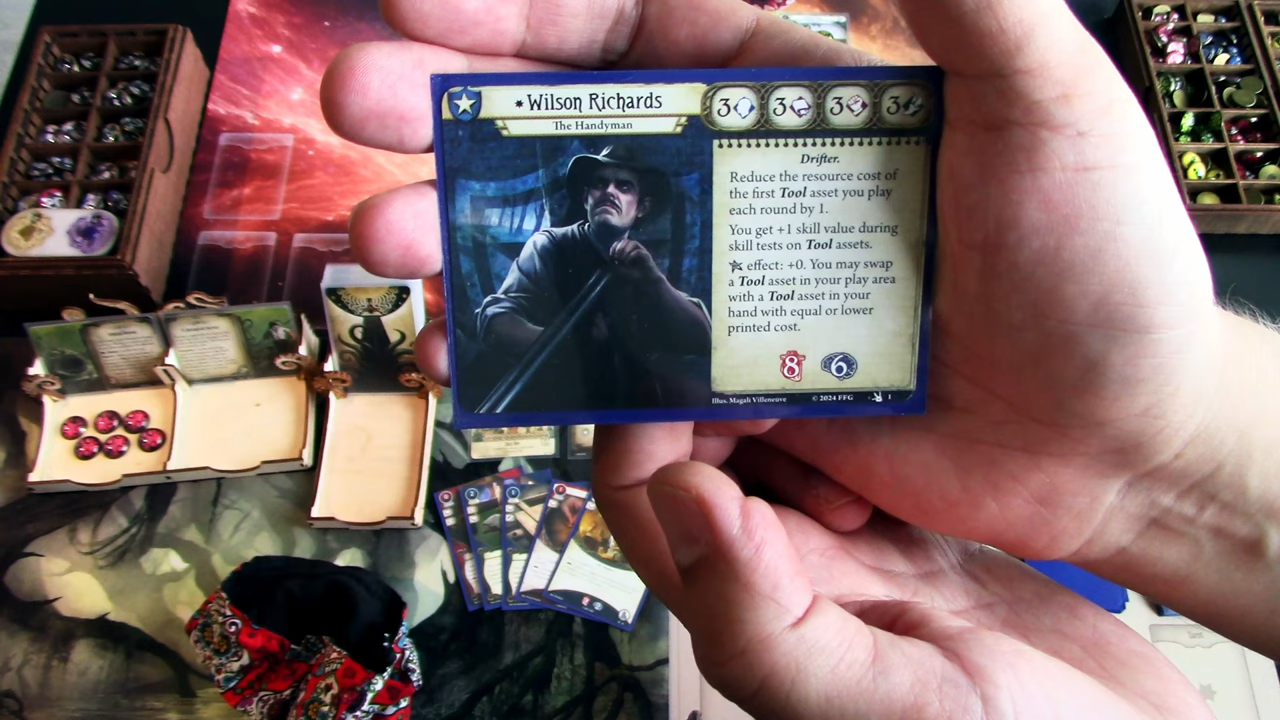 Wilson Richards
The Handyman
3 3 3 3
Drifter.
Reduce the resource cost of
the first Tool asset you play
each round by 1.
You get +1 skill value during
skill tests on Tool assets.
effect: +0. You may swap
a Tool asset in your play area
with a Tool asset in your
hand with equal or lower
printed cost.
8 6
Illus. Magali Villeneuve © 2024 FFG 1